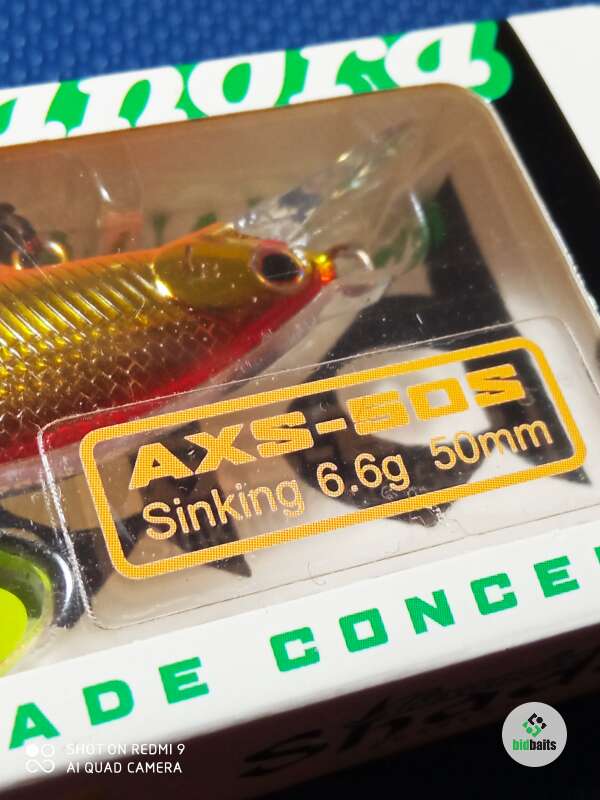 AXS-50S
Sinking 6.6g 50mm
ADE CONCE
SHOT ON REDMI 9
AI QUAD CAMERA
bidbaits